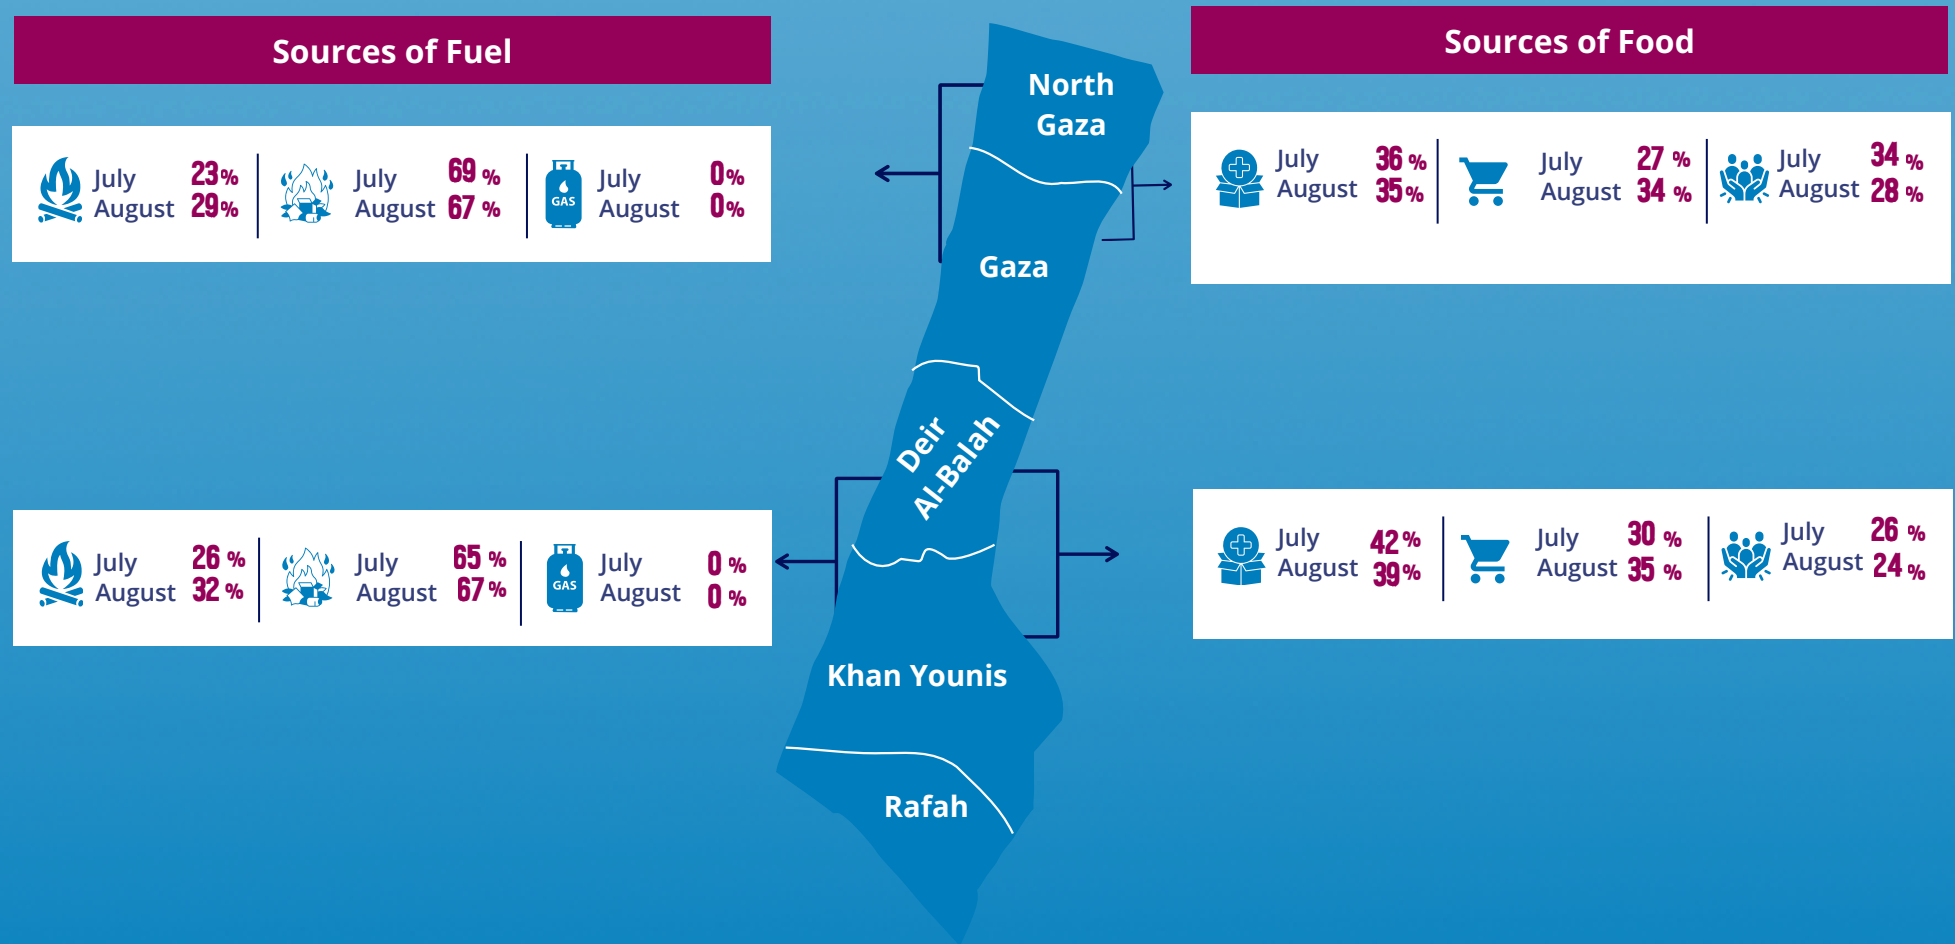 Sources of Fuel
Sources of Food
July 23%
August 29%
July 69 %
August 67 %
GAS
July 0%
August 0%
North
Gaza
July 36 %
August 35%
July 27 %
August 34 %
July 34 %
August 28 %
Gaza
Deir
Al-Balah
July 26 %
August 32 %
July 65 %
August 67 %
GAS
July 0 %
August 0 %
July 42%
August 39%
July 30 %
August 35 %
July 26 %
August 24 %
Khan Younis
Rafah